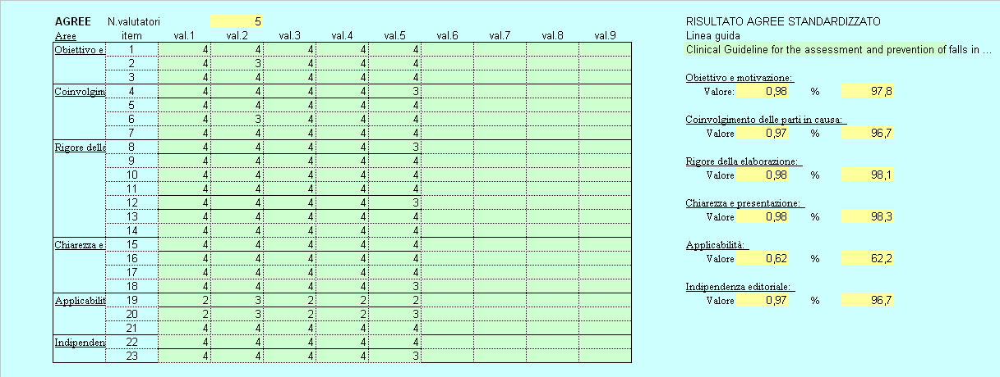 AGREE N.valutatori 5 RISULTATO AGREE STANDARDIZZATO
Aree item val.1 val.2 val.3 val.4 val.5 val.6 val.7 val.8 val.9 Linea guida
Obiettivo e 1 4 4 4 4 4 Clinical Guideline for the assessment and prevention of falls in ...
2 4 3 4 4 4
3 4 4 4 4 4 Obiettivo e motivazione:
Coinvolgim 4 4 4 4 4 3 Valore: 0,98 % 97,8
5 4 4 4 4 4
6 4 3 4 4 4 Coinvolgimento delle parti in causa:
7 4 4 4 4 4 Valore 0,97 % 96,7
Rigore della 8 4 4 4 4 3
9 4 4 4 4 4 Rigore della elaborazione:
10 4 4 4 4 4 Valore 0,98 % 98,1
11 4 4 4 4 4
12 4 4 4 4 3 Chiarezza e presentazione:
13 4 4 4 4 4 Valore 0,98 % 98,3
14 4 4 4 4 4
Chiarezza e 15 4 4 4 4 4 Applicabilità:
16 4 4 4 4 4 Valore 0,62 % 62,2
17 4 4 4 4 4
18 4 4 4 4 3 Indipendenza editoriale:
Applicabilit 19 2 3 2 2 2 Valore 0,97 % 96,7
20 2 3 2 2 3
21 4 4 4 4 4
Indipenden 22 4 4 4 4 4
23 4 4 4 4 3